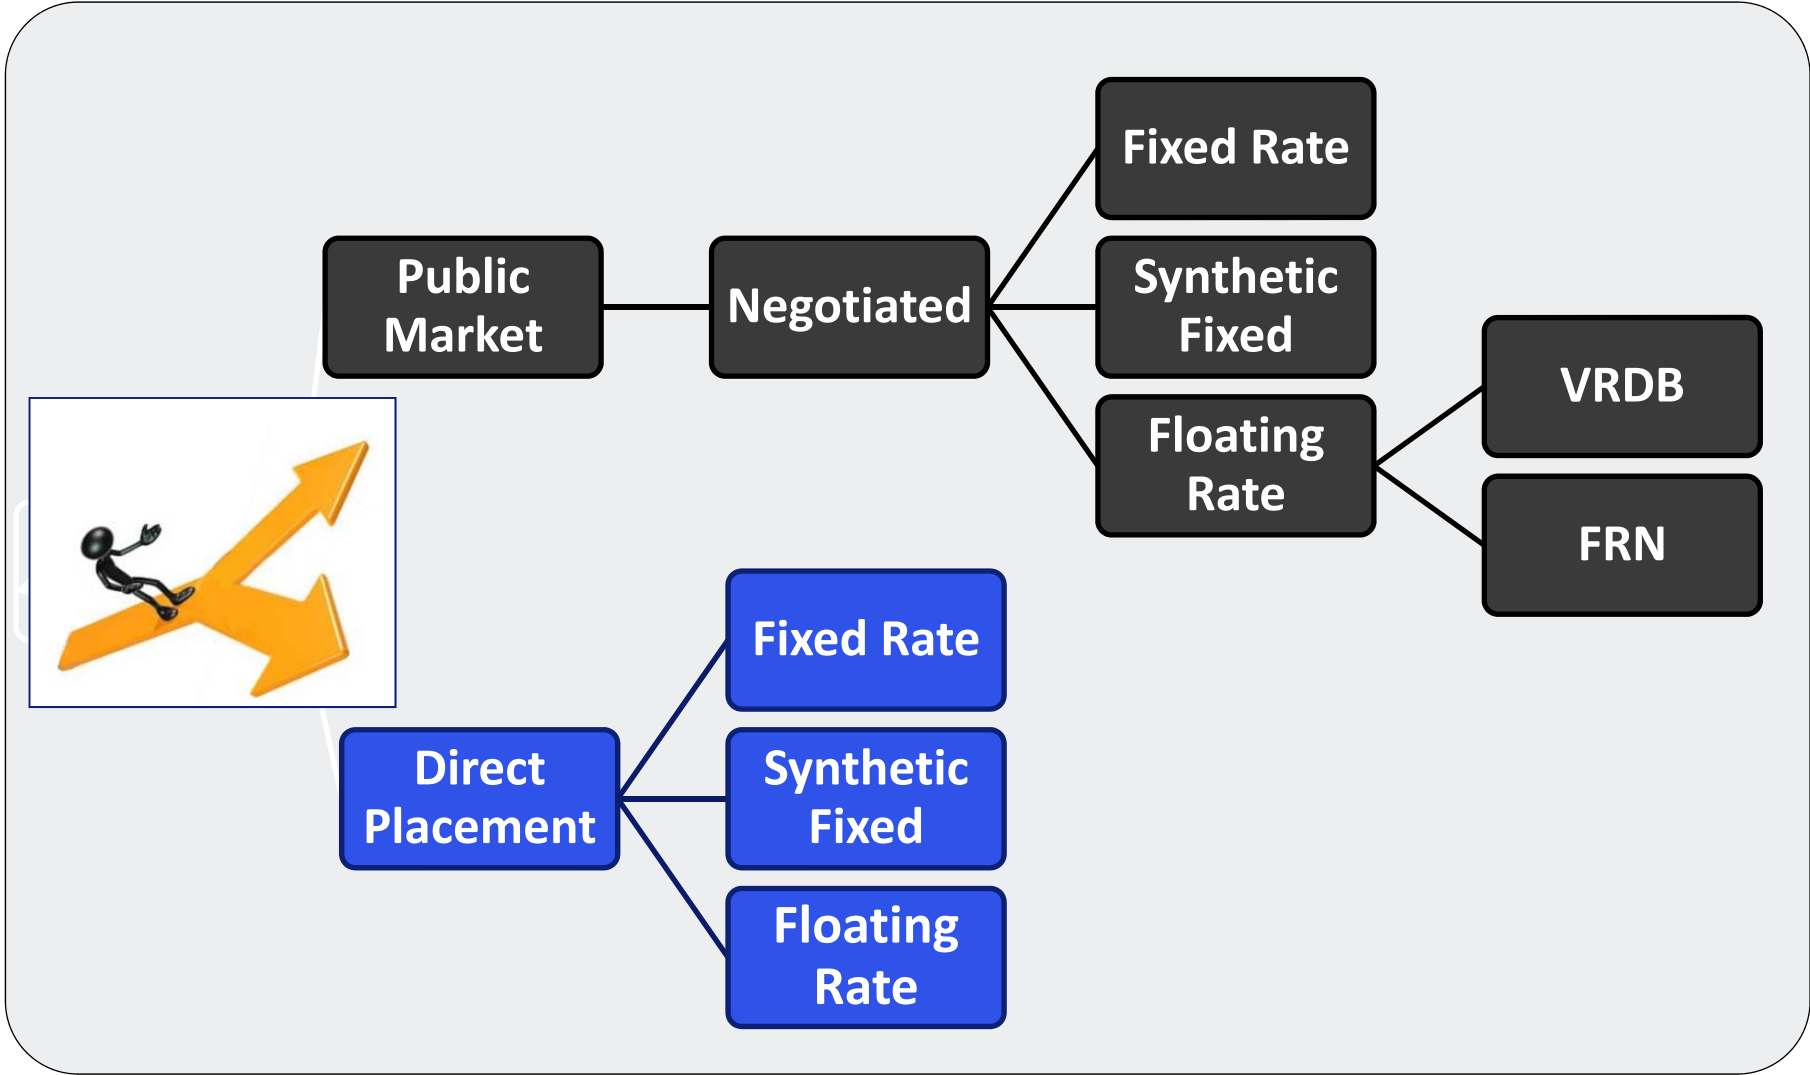 Public
Market
Negotiated
Fixed Rate
Synthetic
Fixed
Floating
Rate
VRDB
FRN
Direct
Placement
Fixed Rate
Synthetic
Fixed
Floating
Rate